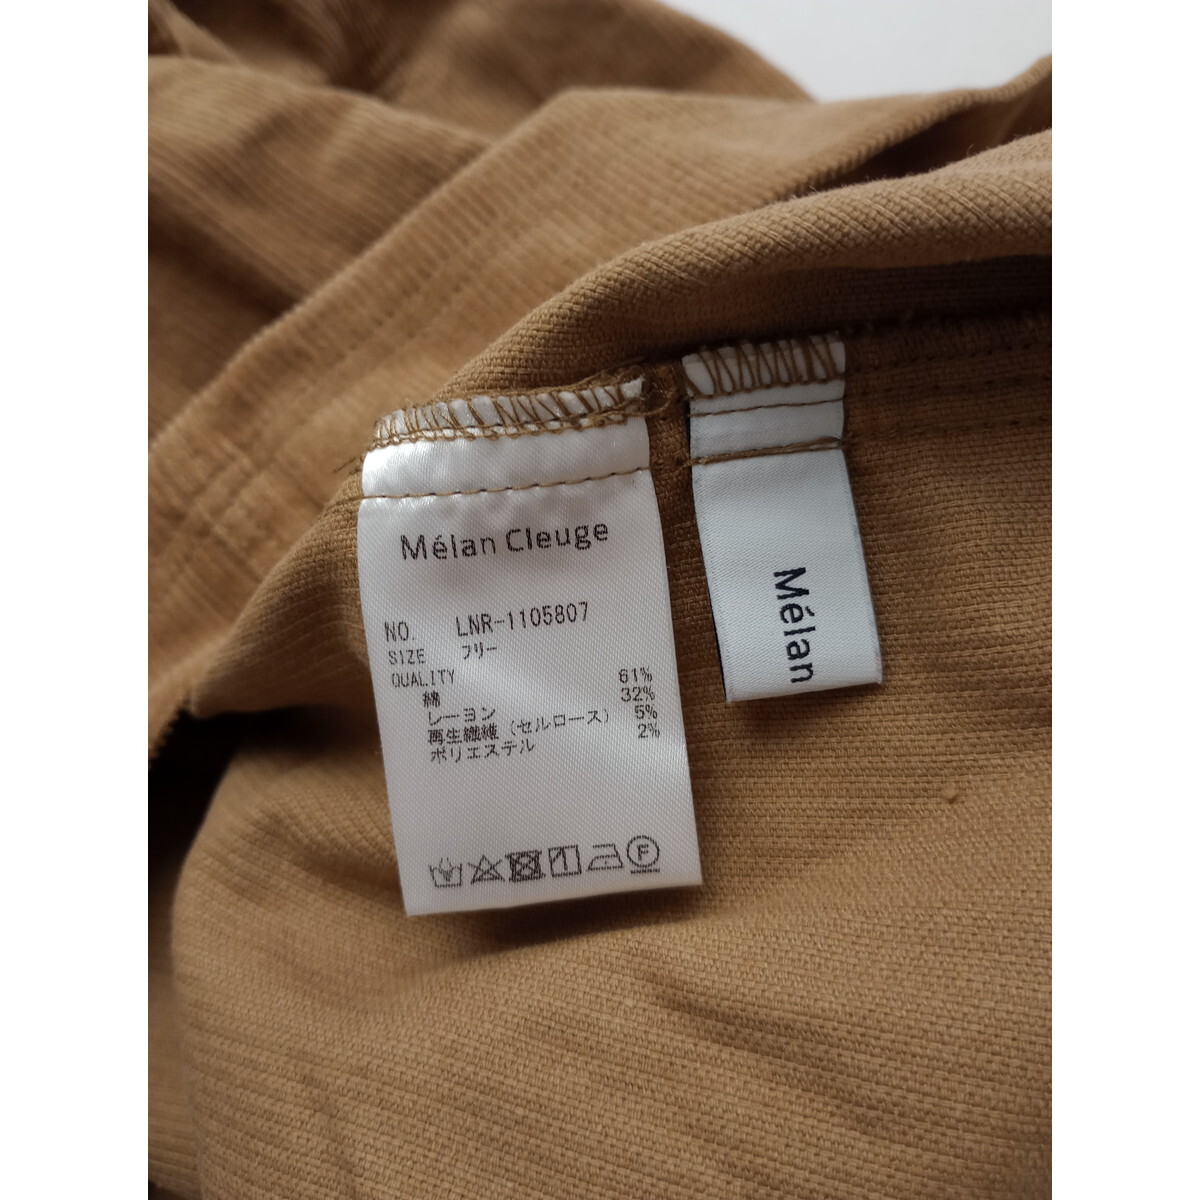 Mélan Cleuge
NO. LNR-1105807
SIZE フリー
QUALITY
綿 61%
レーヨン 32%
再生繊維(セルロース) 5%
ポリエステル 2%
F
Mélan